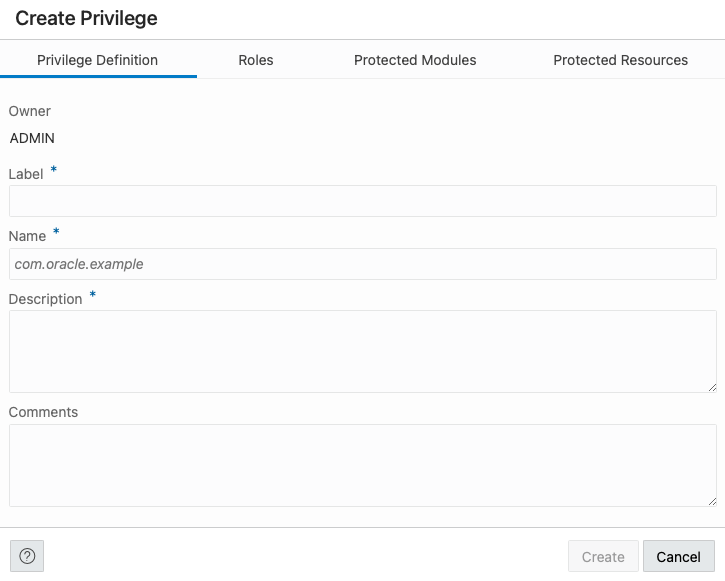 Create Privilege
Privilege Definition Roles Protected Modules Protected Resources
Owner
ADMIN
Label *
Name *
com.oracle.example
Description *
Comments
? Create Cancel